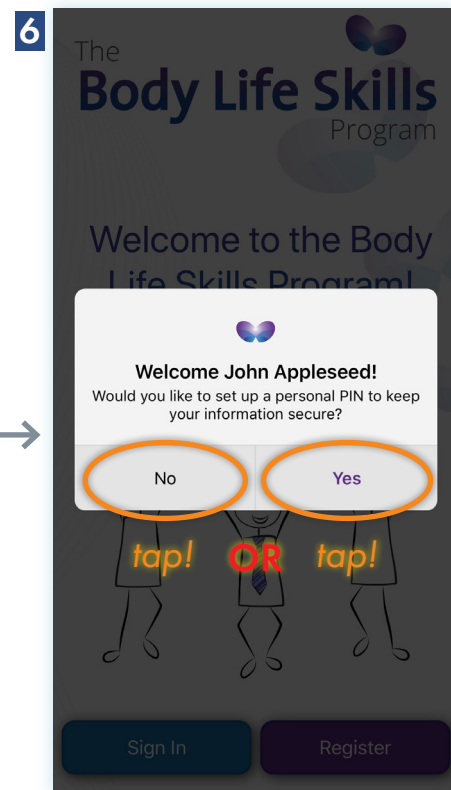 6
The
Body Life Skills
Program
Welcome to the Body
Life Skills Program!
Welcome John Appleseed!
Would you like to set up a personal PIN to keep
your information secure?
No Yes
tap! OR tap!
Sign In Register